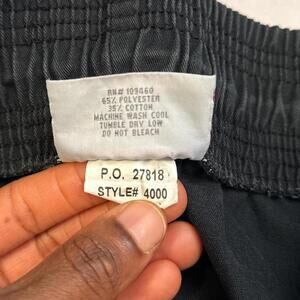 RN# 109460
65% POLYESTER
35% COTTON
MACHINE WASH COOL
TUMBLE DRY LOW
DO NOT BLEACH
P.O. 27818
STYLE# 4000